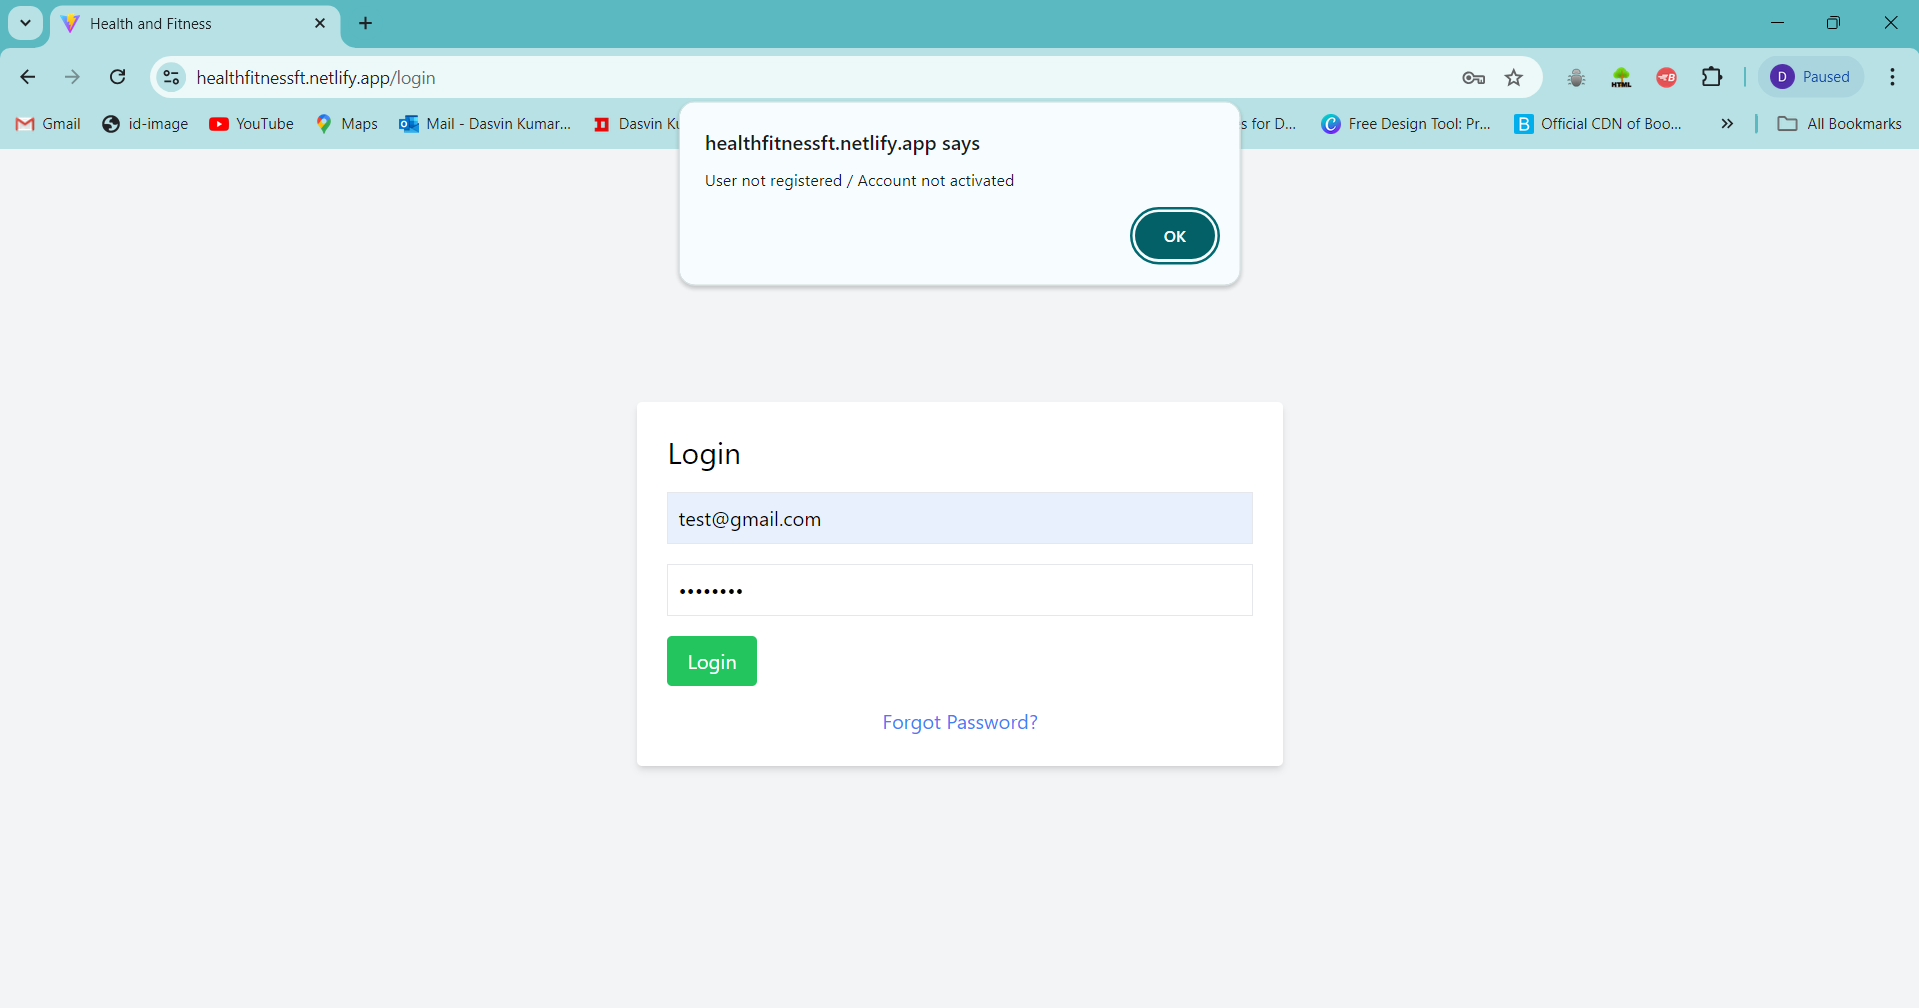 Health and Fitness
healthfitnessft.netlify.app/login
D Paused
Gmail id-image YouTube Maps Mail - Dasvin Kumar... Dasvin Ku s for D... Free Design Tool: Pr... B Official CDN of Boo... » All Bookmarks
healthfitnessft.netlify.app says
User not registered / Account not activated
OK
Login
test@gmail.com
••••••••
Login
Forgot Password?